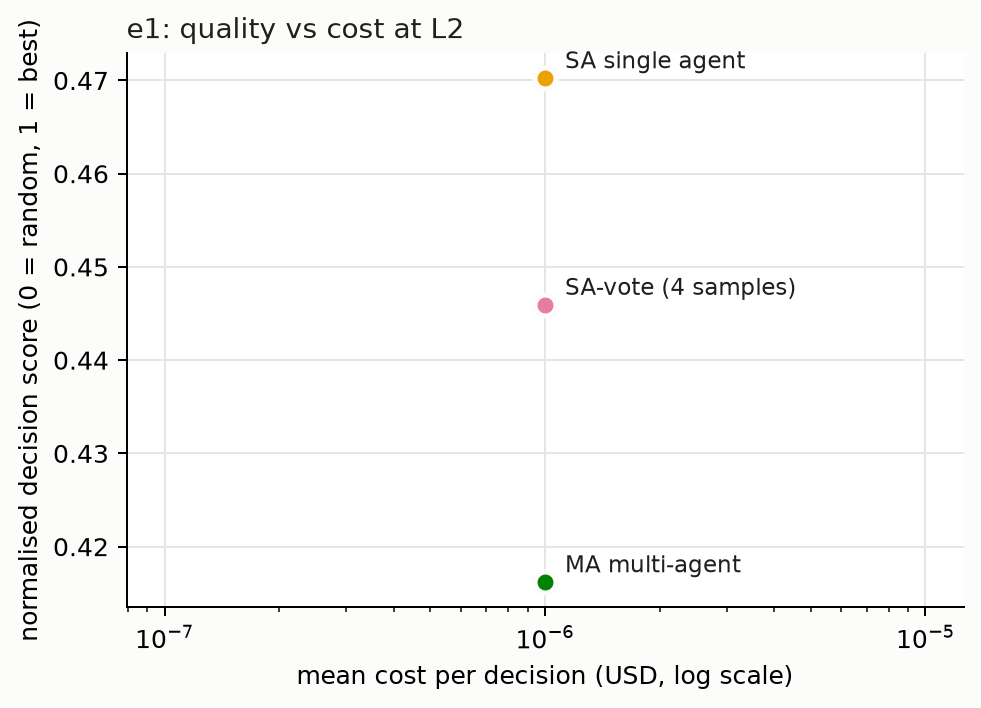 e1: quality vs cost at L2
normalised decision score (0 = random, 1 = best)
0.47
0.46
0.45
0.44
0.43
0.42
SA single agent
SA-vote (4 samples)
MA multi-agent
10⁻⁷
10⁻⁶
10⁻⁵
mean cost per decision (USD, log scale)